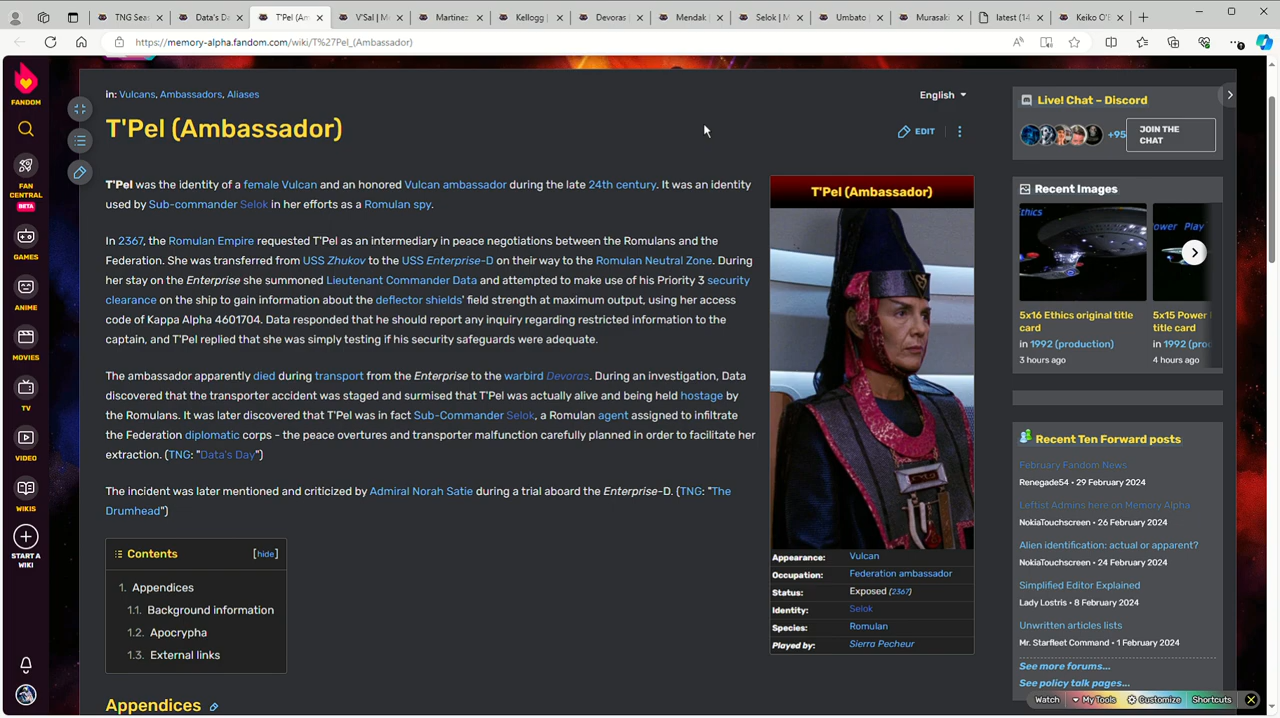 TNG Sea
Data's Da
T'Pel (Am
V'Sal | M
Martinez
Kellogg |
Devoras
Mendak |
Selok | M
Umbato |
Murasaki
latest (14
Keiko O'B
https://memory-alpha.fandom.com/wiki/T%27Pel_(Ambassador)
FANDOM
FAN CENTRAL
BETA
GAMES
ANIME
MOVIES
TV
VIDEO
WIKIS
START A WIKI
in: Vulcans, Ambassadors, Aliases
English
T'Pel (Ambassador)
EDIT
T'Pel was the identity of a female Vulcan and an honored Vulcan ambassador during the late 24th century. It was an identity
used by Sub-commander Selok in her efforts as a Romulan spy.
In 2367, the Romulan Empire requested T'Pel as an intermediary in peace negotiations between the Romulans and the
Federation. She was transferred from USS Zhukov to the USS Enterprise-D on their way to the Romulan Neutral Zone. During
her stay on the Enterprise she summoned Lieutenant Commander Data and attempted to make use of his Priority 3 security
clearance on the ship to gain information about the deflector shields' field strength at maximum output, using her access
code of Kappa Alpha 4601704. Data responded that he should report any inquiry regarding restricted information to the
captain, and T'Pel replied that she was simply testing if his security safeguards were adequate.
The ambassador apparently died during transport from the Enterprise to the warbird Devoras. During an investigation, Data
discovered that the transporter accident was staged and surmised that T'Pel was actually alive and being held hostage by
the Romulans. It was later discovered that T'Pel was in fact Sub-Commander Selok, a Romulan agent assigned to infiltrate
the Federation diplomatic corps - the peace overtures and transporter malfunction carefully planned in order to facilitate her
extraction. (TNG: "Data's Day")
The incident was later mentioned and criticized by Admiral Norah Satie during a trial aboard the Enterprise-D. (TNG: "The
Drumhead")
Contents [hide]
1. Appendices
1.1. Background information
1.2. Apocrypha
1.3. External links
Appendices
T'Pel (Ambassador)
Appearance: Vulcan
Occupation: Federation ambassador
Status: Exposed (2367)
Identity: Selok
Species: Romulan
Played by: Sierra Pecheur
Live! Chat – Discord
+95
JOIN THE CHAT
Recent Images
Ethics
ower Play
5x16 Ethics original title card
in 1992 (production)
3 hours ago
5x15 Power
title card
in 1992 (pro
4 hours ago
Recent Ten Forward posts
February Fandom News
Renegade54 • 29 February 2024
Leftist Admins here on Memory Alpha
NokiaTouchscreen • 26 February 2024
Alien identification: actual or apparent?
NokiaTouchscreen • 24 February 2024
Simplified Editor Explained
Lady Lostris • 8 February 2024
Unwritten articles lists
Mr. Starfleet Command • 1 February 2024
See more forums...
See policy talk pages...
Watch
My Tools
Customize
Shortcuts